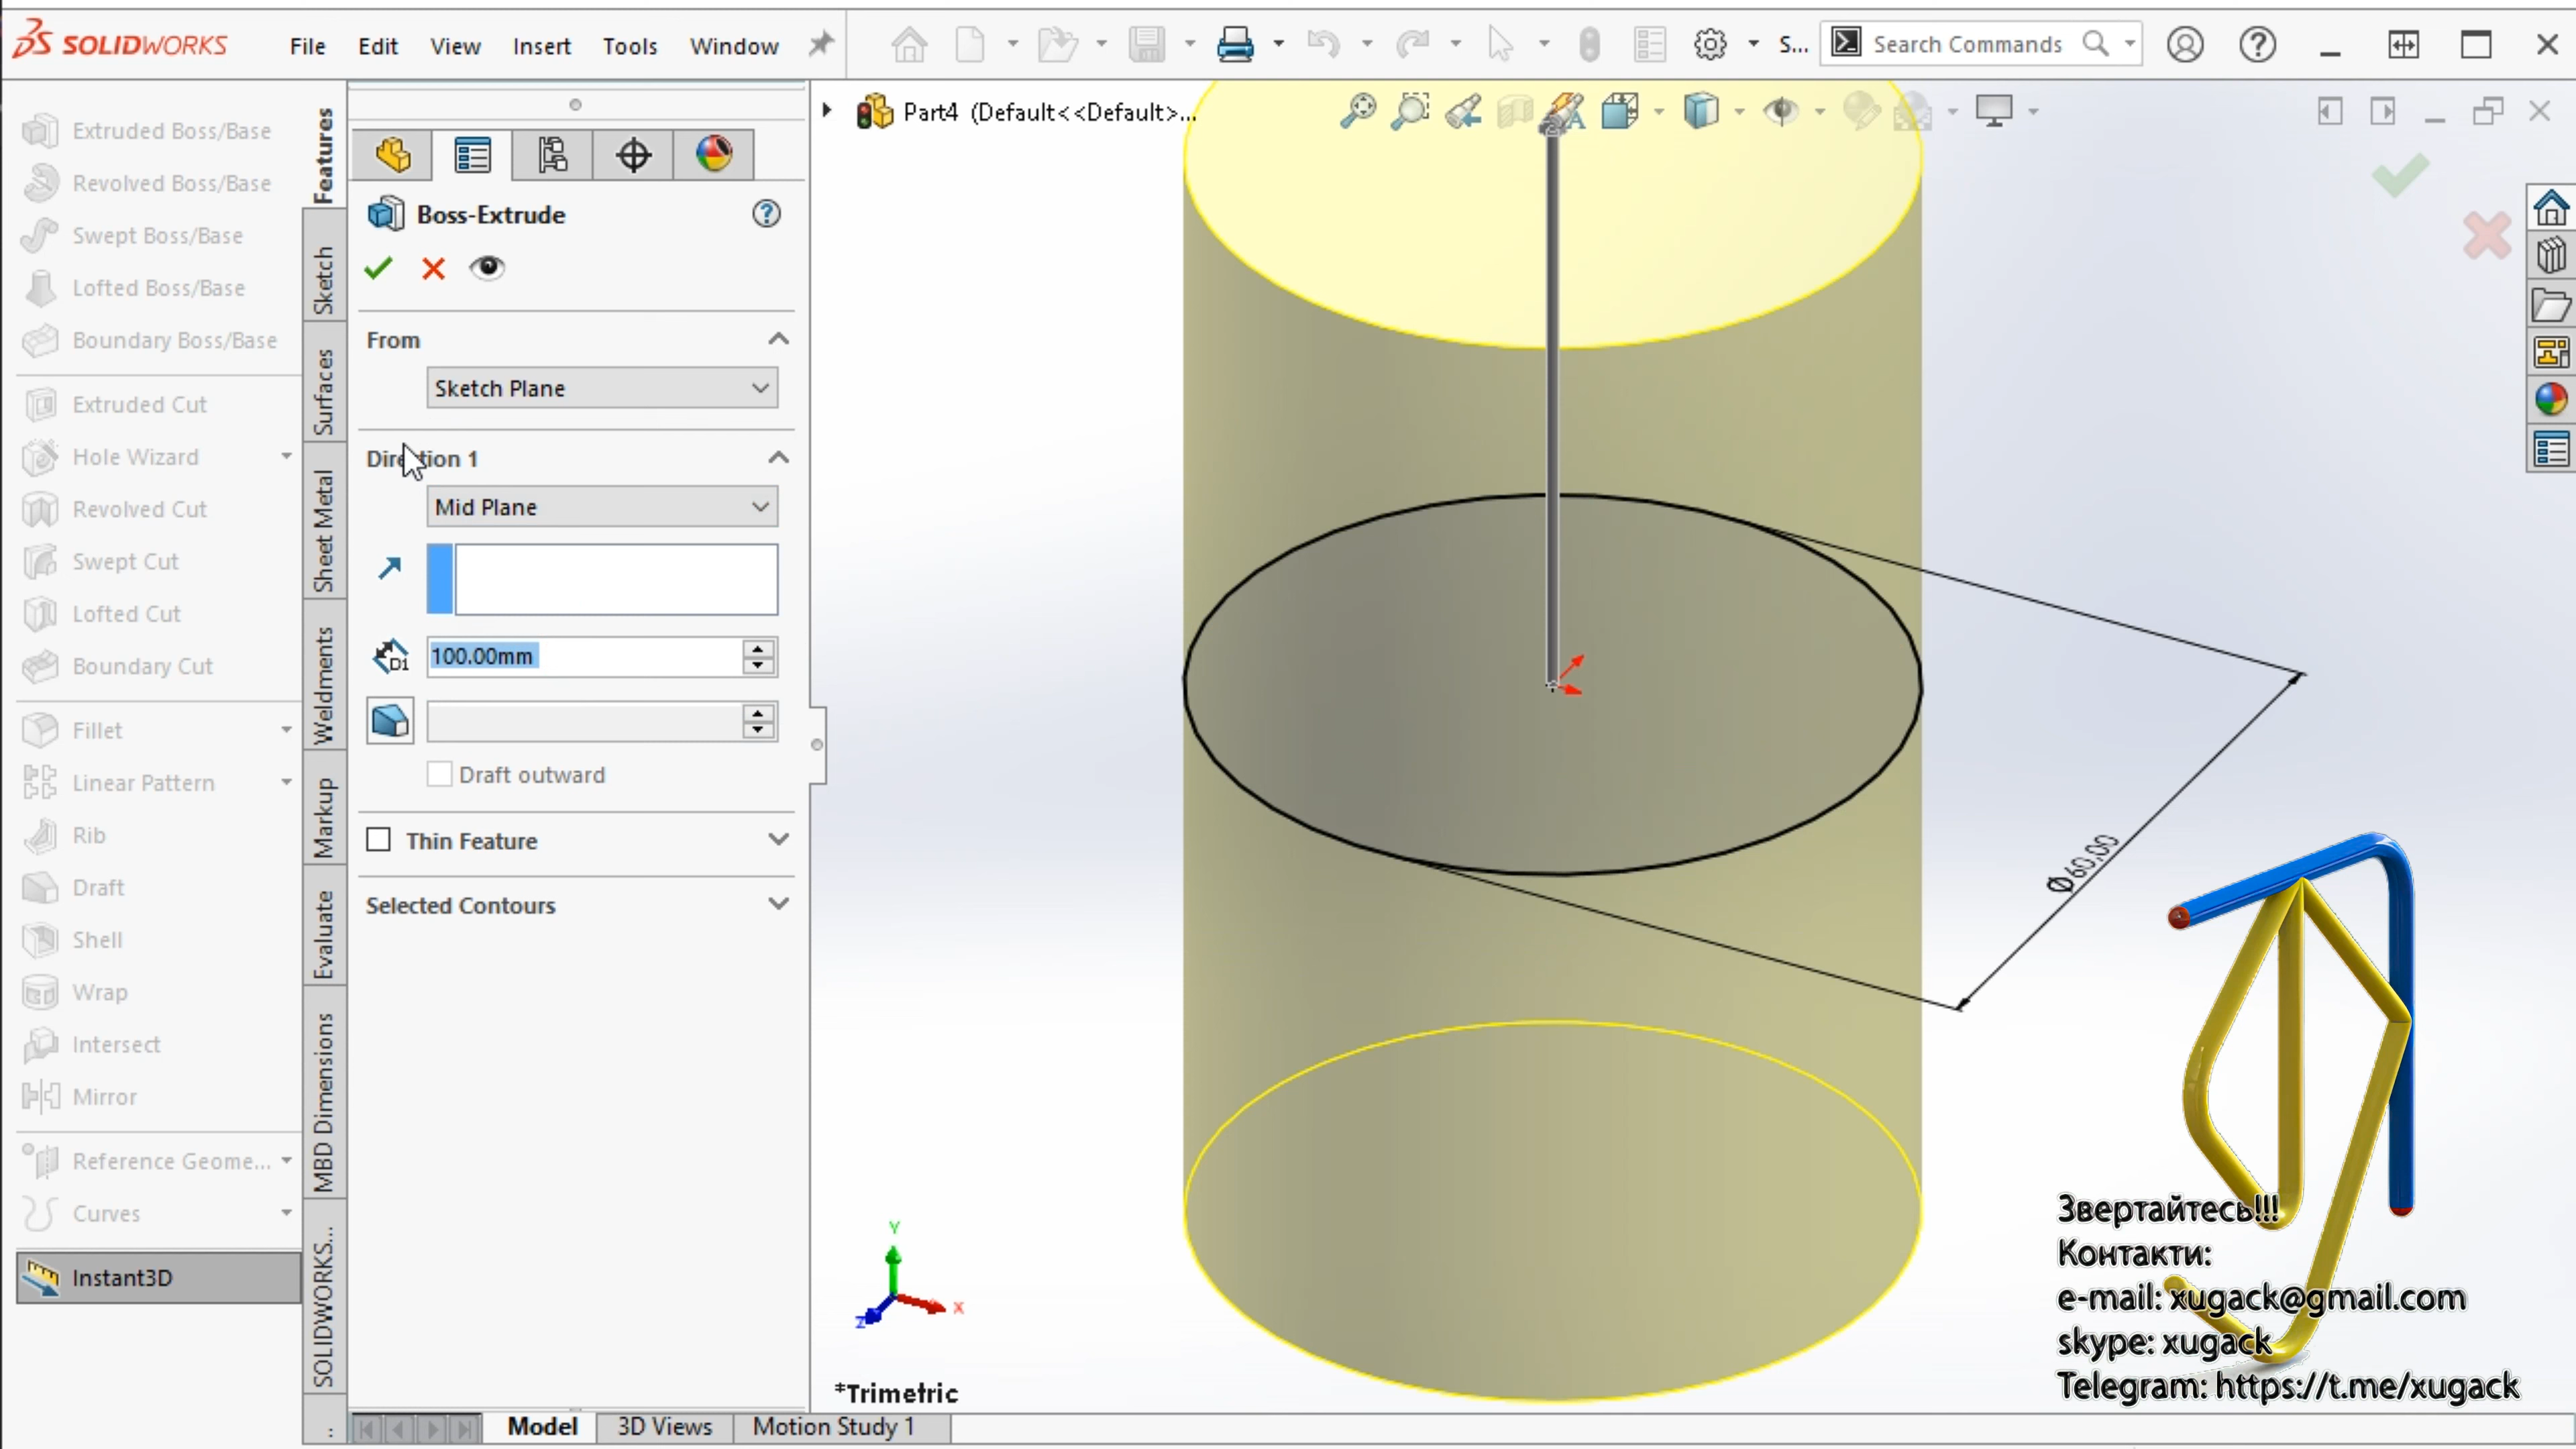 SOLIDWORKS
File Edit View Insert Tools Window
S...
Search Commands
Extruded Boss/Base
Revolved Boss/Base
Swept Boss/Base
Lofted Boss/Base
Boundary Boss/Base
Extruded Cut
Hole Wizard
Revolved Cut
Swept Cut
Lofted Cut
Boundary Cut
Fillet
Linear Pattern
Rib
Draft
Shell
Wrap
Intersect
Mirror
Reference Geome...
Curves
Instant3D
Features
Sketch
Surfaces
Sheet Metal
Weldments
Markup
Evaluate
MBD Dimensions
SOLIDWORKS...
Boss-Extrude
From
Sketch Plane
Direction 1
Mid Plane
D1
100.00mm
Draft outward
Thin Feature
Selected Contours
Part4 (Default<<Default>...
Ø60,00
Y
X
Z
*Trimetric
Звертайтесь!!!
Контакти:
e-mail: xugack@gmail.com
skype: xugack
Telegram: https://t.me/xugack
Model
3D Views
Motion Study 1